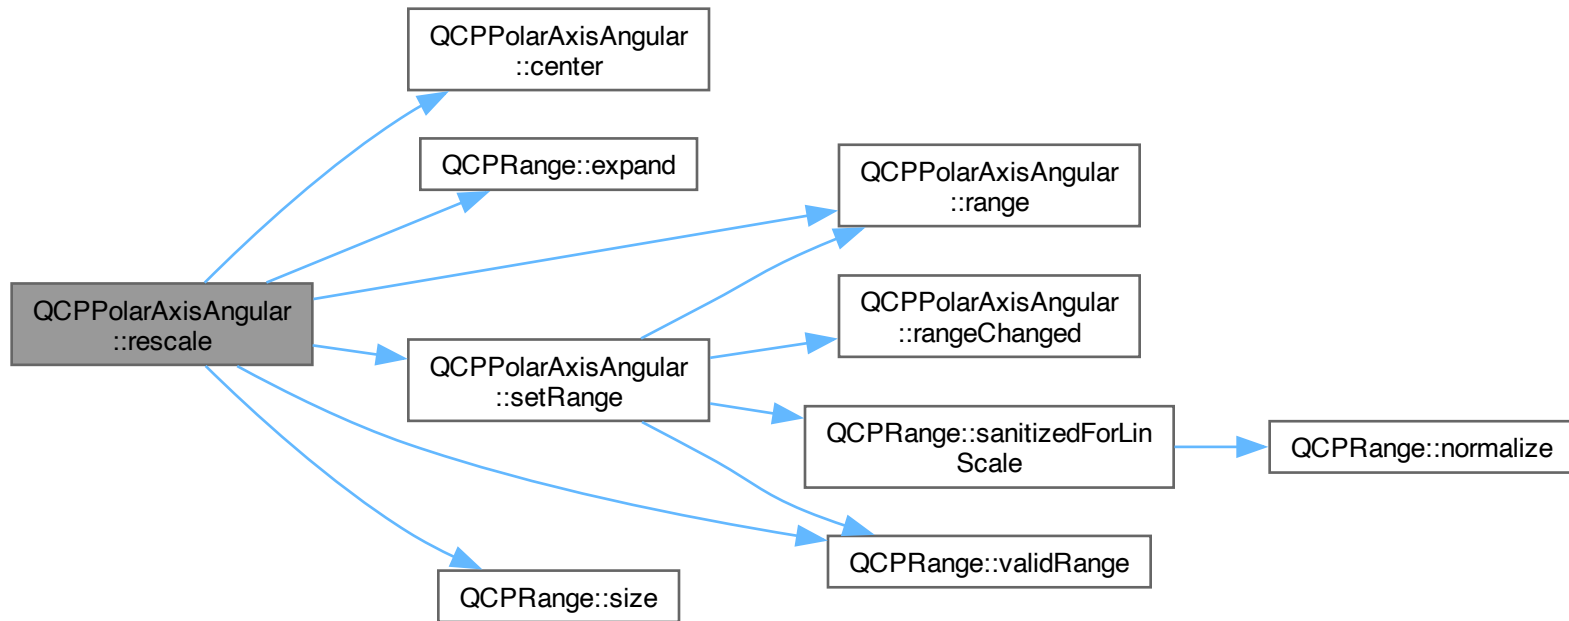 QCPPolarAxisAngular
::center
QCPRange::expand
QCPPolarAxisAngular
::range
QCPPolarAxisAngular
::rescale
QCPPolarAxisAngular
::rangeChanged
QCPPolarAxisAngular
::setRange
QCPRange::sanitizedForLin
Scale
QCPRange::normalize
QCPRange::validRange
QCPRange::size